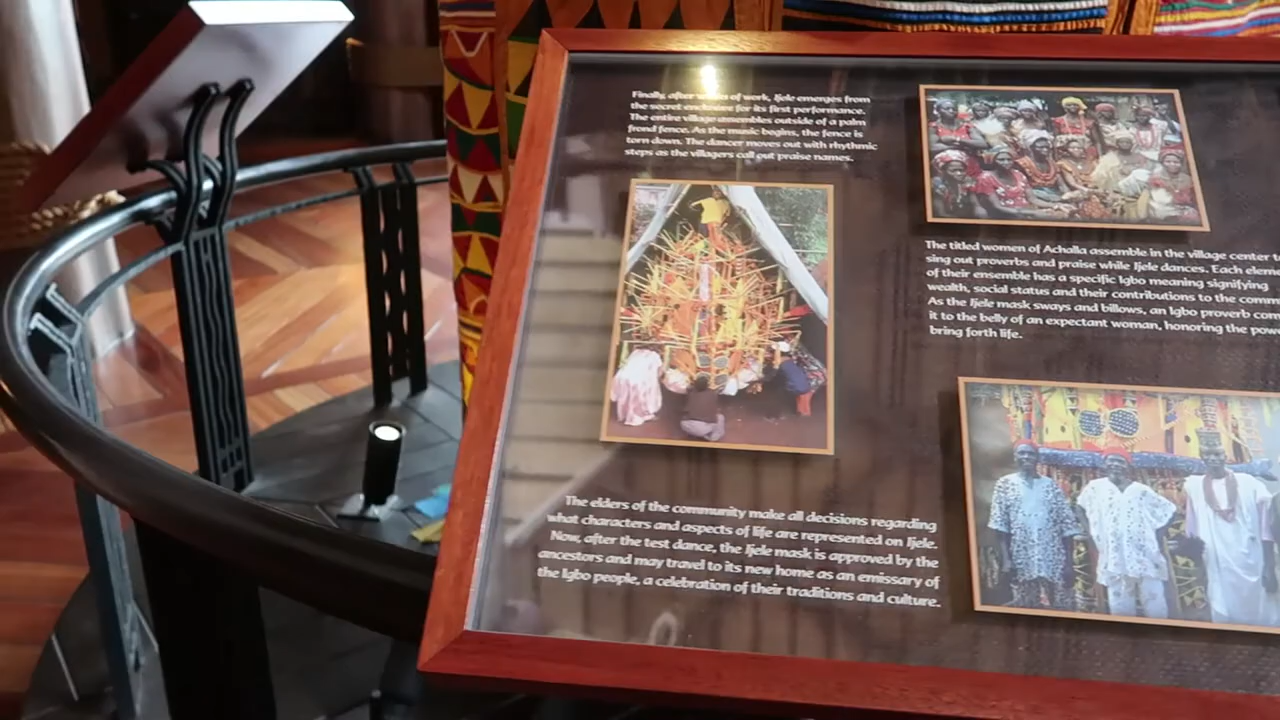 Finally, after of work, Ijele emerges from
the secret enclosure for its first performance.
The entire village assembles outside of a palm
frond fence. As the music begins, the fence is
torn down. The dancer moves out with rhythmic
steps as the villagers call out praise names.
The titled women of Achalla assemble in the village center to
sing out proverbs and praise while Ijele dances. Each
of their ensemble has a specific Igbo meaning signifying
wealth, social status and their contributions to the
As the Ijele mask sways and billows, an Igbo proverb
it to the belly of an expectant woman, honoring the
bring forth life.
The elders of the community make all decisions regarding
what characters and aspects of life are represented on Ijele.
Now, after the test dance, the Ijele mask is approved by the
ancestors and may travel to its new home as an emissary of
the Igbo people, a celebration of their traditions and culture.